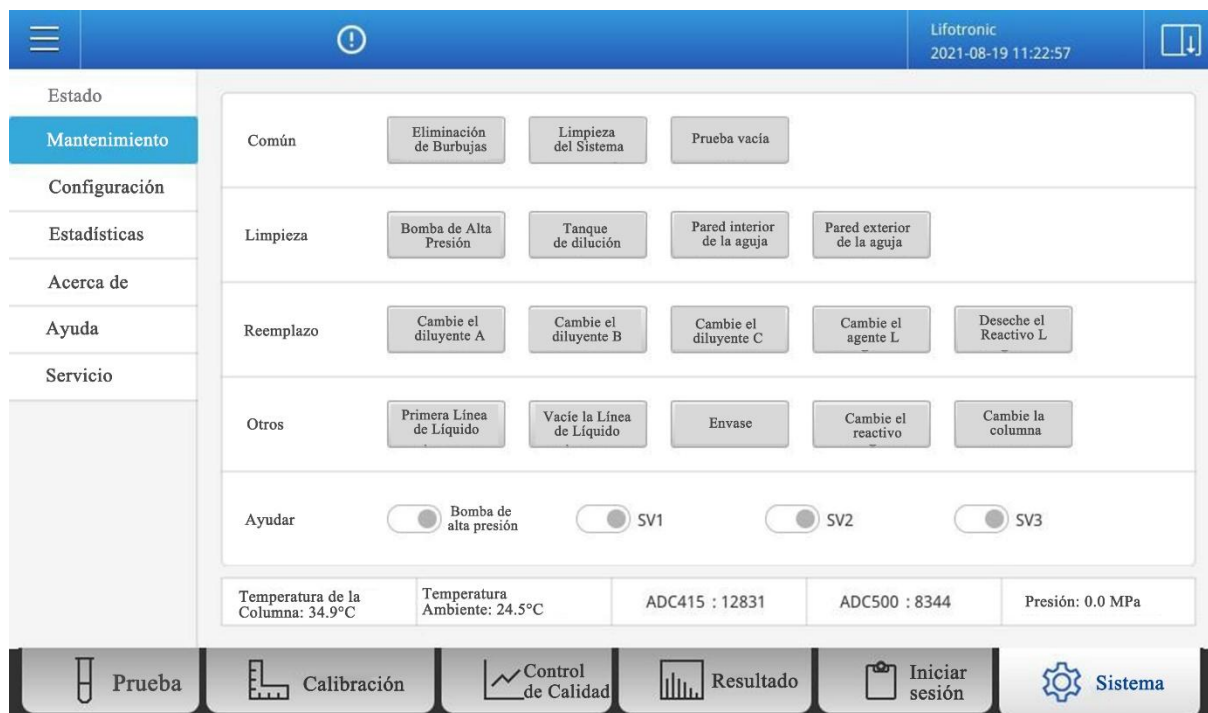 Lifotronic
2021-08-19 11:22:57
Estado
Mantenimiento
Configuración
Estadísticas
Acerca de
Ayuda
Servicio
Común
Eliminación
de Burbujas
Limpieza
del Sistema
Prueba vacía
Limpieza
Bomba de Alta
Presión
Tanque
de dilución
Pared interior
de la aguja
Pared exterior
de la aguja
Reemplazo
Cambie el
diluyente A
Cambie el
diluyente B
Cambie el
diluyente C
Cambie el
agente L
Deseche el
Reactivo L
Otros
Primera Línea
de Líquido
Vacíe la Línea
de Líquido
Envase
Cambie el
reactivo
Cambie la
columna
Ayudar
Bomba de
alta presión
SV1
SV2
SV3
Temperatura de la
Columna: 34.9°C
Temperatura
Ambiente: 24.5°C
ADC415 : 12831
ADC500 : 8344
Presión: 0.0 MPa
Prueba
Calibración
Control
de Calidad
Resultado
Iniciar
sesión
Sistema